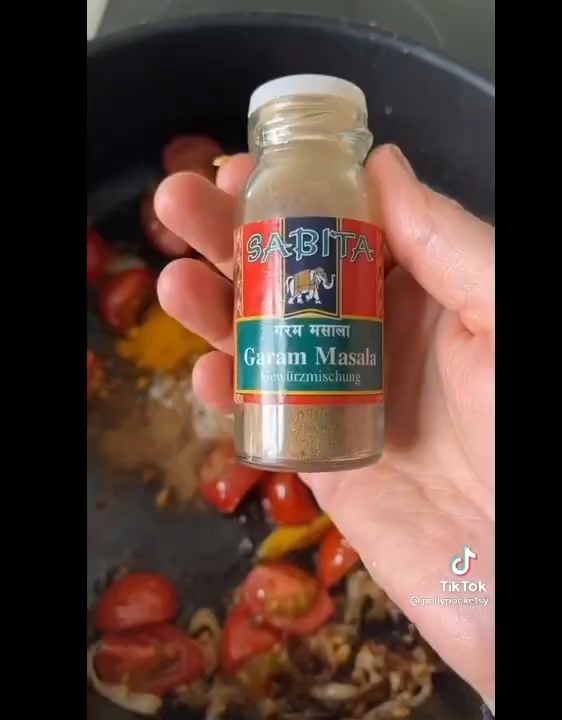 SABITA
गरम मसाला
Garam Masala
Gewürzmischung
TikTok
@pollypocketsy